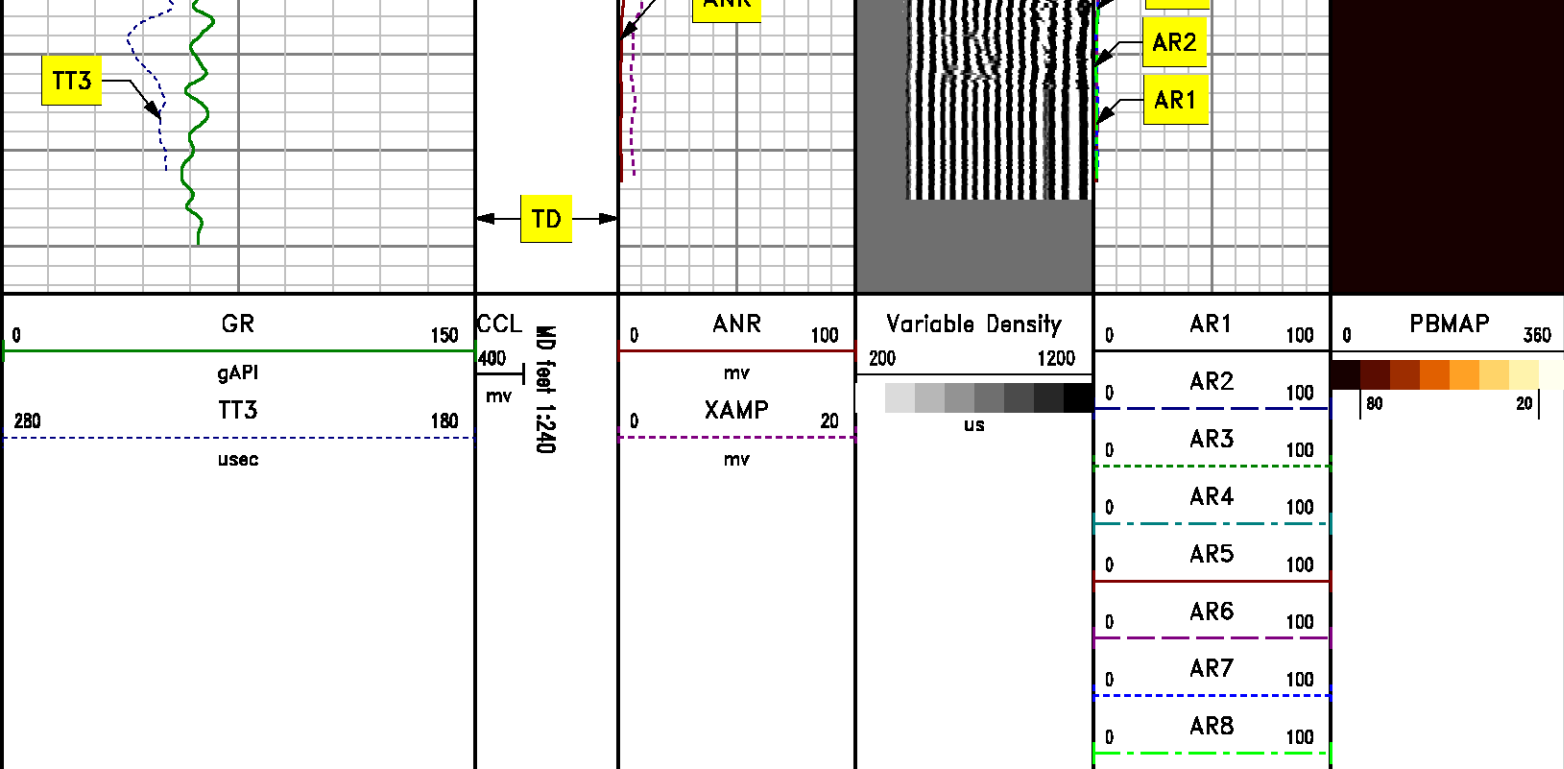 ANR
AR2
TT3
AR1
TD
GR
0 150
gAPI
TT3
280 180
usec
CCL
400
mv
MD feet 1:240
ANR
0 100
mv
XAMP
0 20
mv
Variable Density
200 1200
us
AR1
0 100
AR2
0 100
AR3
0 100
AR4
0 100
AR5
0 100
AR6
0 100
AR7
0 100
AR8
0 100
PBMAP
0 360
80 20